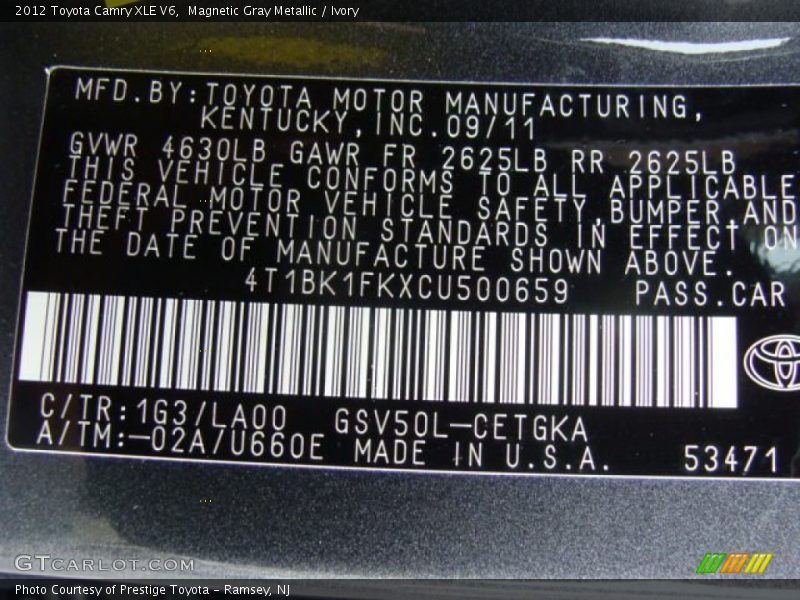 2012 Toyota Camry XLE V6, Magnetic Gray Metallic / Ivory
MFD.BY:TOYOTA MOTOR MANUFACTURING,
KENTUCKY,INC.09/11
GVWR 4630LB GAWR FR 2625LB RR 2625LB
THIS VEHICLE CONFORMS TO ALL APPLICABLE
FEDERAL MOTOR VEHICLE SAFETY,BUMPER,AND
THEFT PREVENTION STANDARDS IN EFFECT ON
THE DATE OF MANUFACTURE SHOWN ABOVE.
4T1BK1FKXCU500659 PASS.CAR
C/TR:1G3/LA00 GSV50L-CETGKA
A/TM:-02A/U660E MADE IN U.S.A. 53471
GTCARLOT.COM
Photo Courtesy of Prestige Toyota - Ramsey, NJ